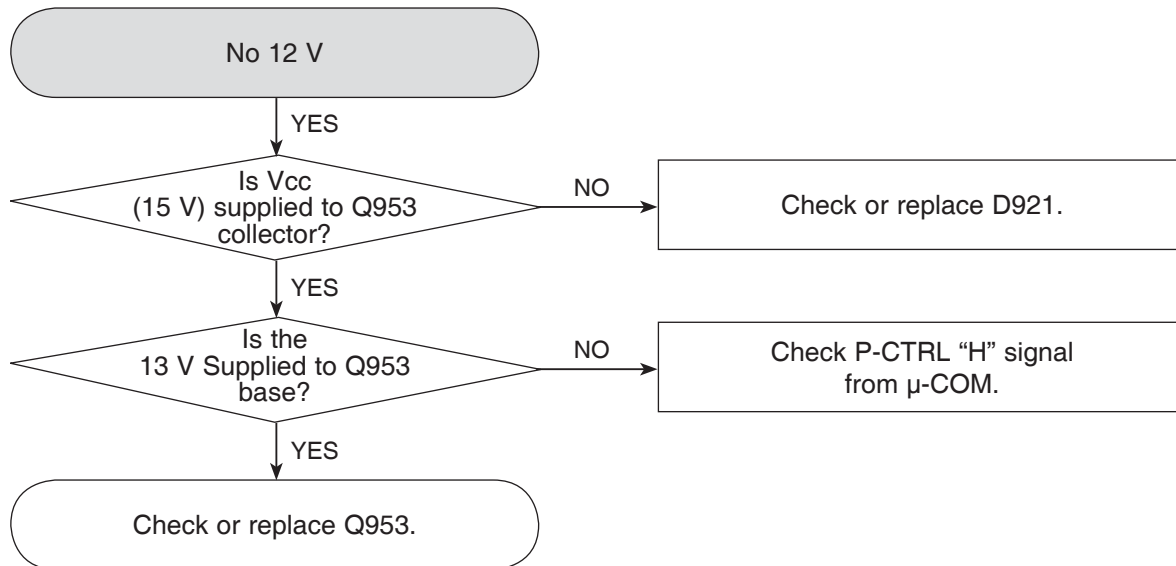 No 12 V
YES
Is Vcc
(15 V) supplied to Q953
collector?
NO
Check or replace D921.
YES
Is the
13 V Supplied to Q953
base?
NO
Check P-CTRL “H” signal
from µ-COM.
YES
Check or replace Q953.